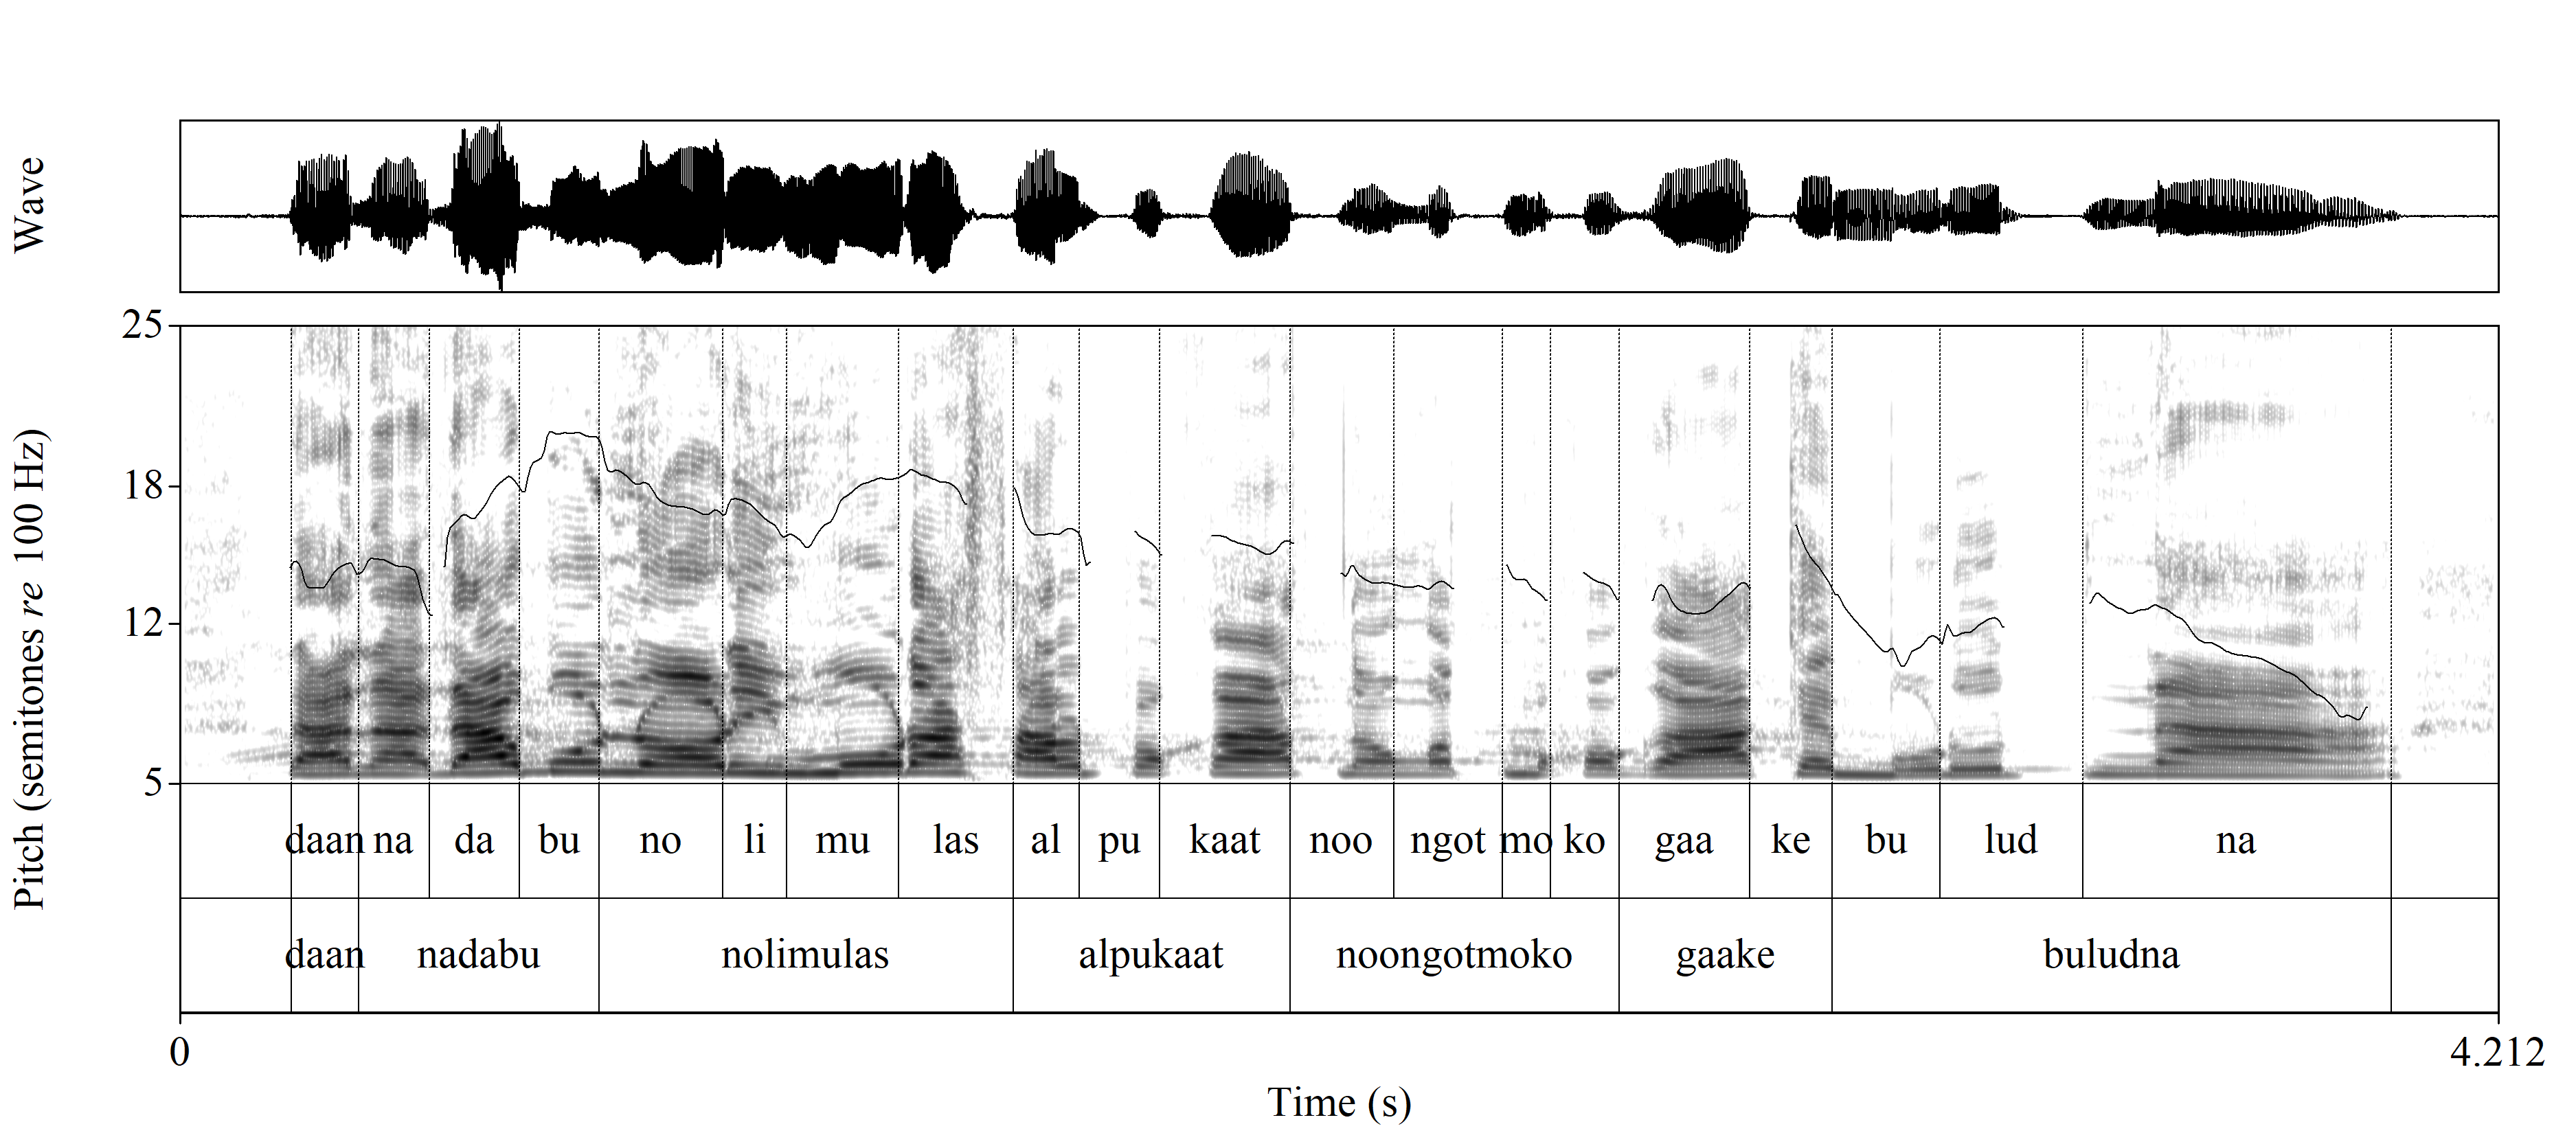 Wave
Pitch (semitones re 100 Hz)
25
18
12
5
daan na da bu no li mu las al pu kaat noo ngot mo ko gaa ke bu lud na
daan nadabu nolimulas alpukaat noongotmoko gaake buludna
0 4.212
Time (s)